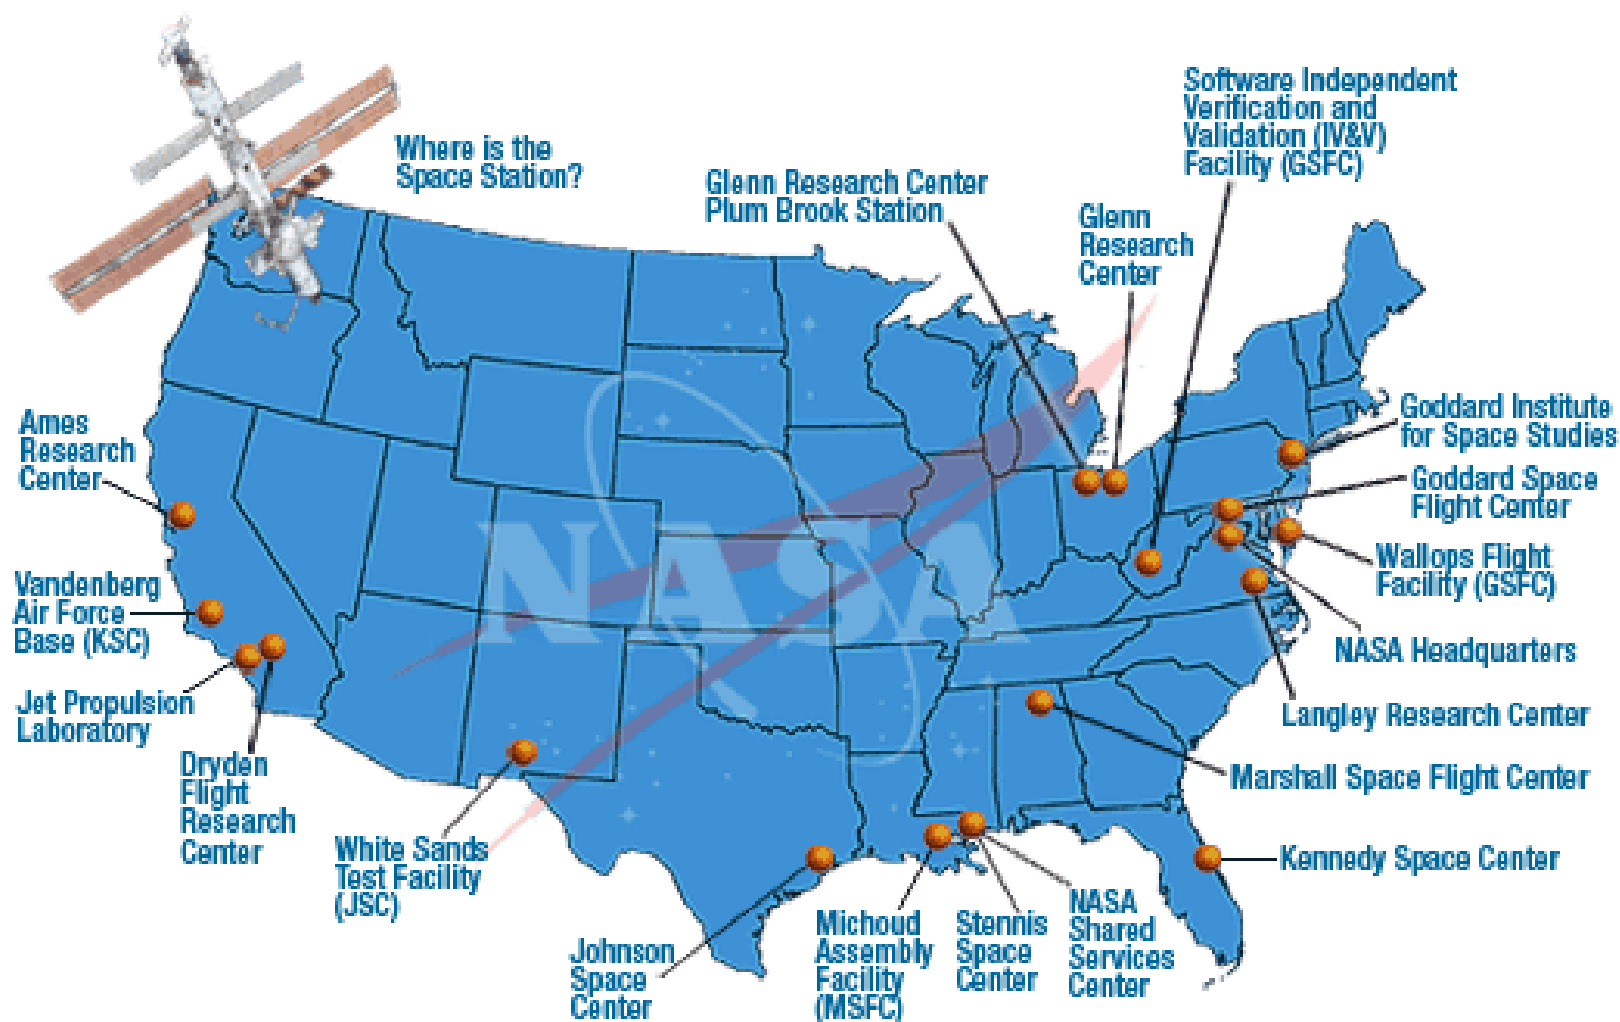 Where is the
Space Station?
Software Independent
Verification and
Validation (IV&V)
Facility (GSFC)
Glenn Research Center
Plum Brook Station
Glenn
Research
Center
Ames
Research
Center
Goddard Institute
for Space Studies
Goddard Space
Flight Center
Wallops Flight
Facility (GSFC)
NASA
Vandenberg
Air Force
Base (KSC)
NASA Headquarters
Jet Propulsion
Laboratory
Langley Research Center
Dryden
Flight
Research
Center
Marshall Space Flight Center
White Sands
Test Facility
(JSC)
Kennedy Space Center
Johnson
Space
Center
Michoud
Assembly
Facility
(MSFC)
Stennis
Space
Center
NASA
Shared
Services
Center